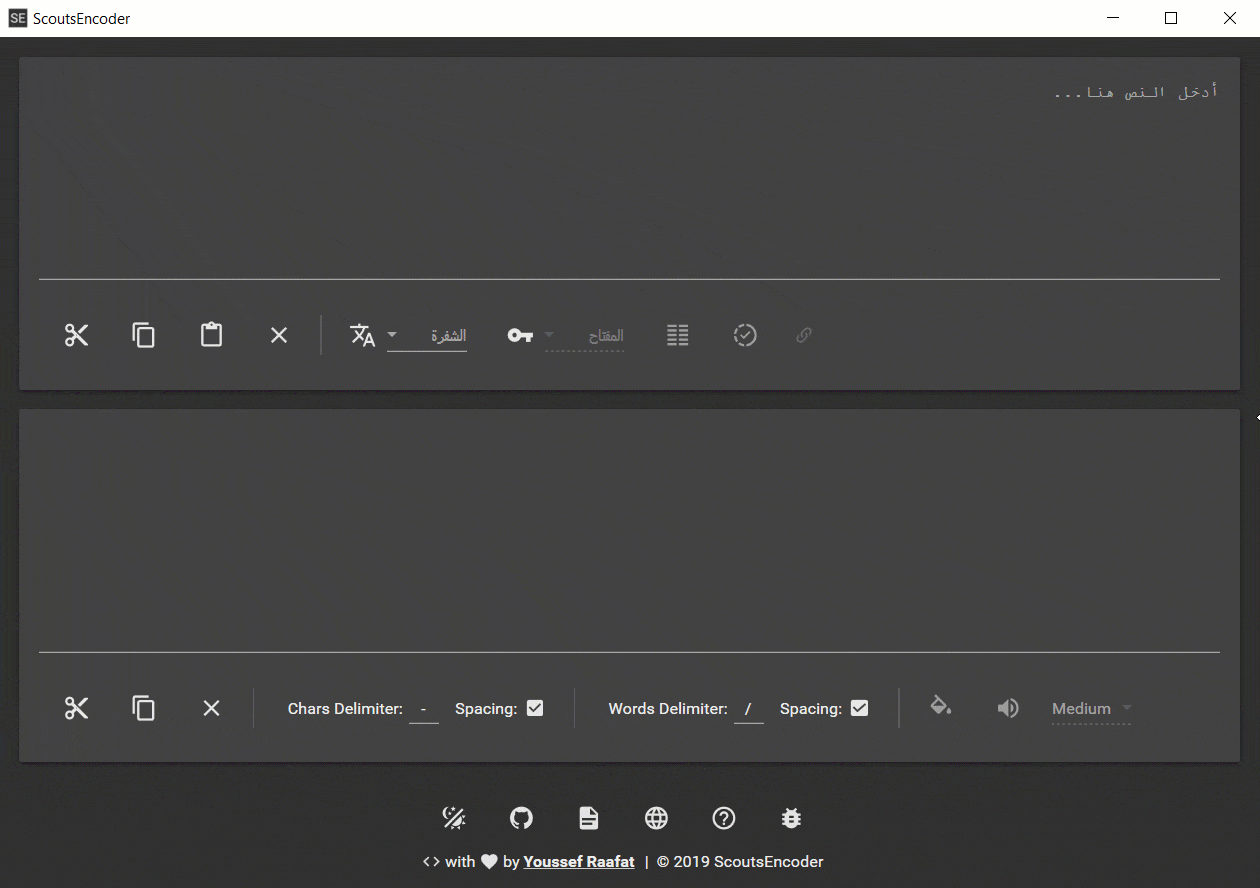 SE ScoutsEncoder
أدخل النص هنا...
الشفرة المفتاح
Chars Delimiter: - Spacing: Words Delimiter: / Spacing: Medium
<> with by Youssef Raafat | © 2019 ScoutsEncoder